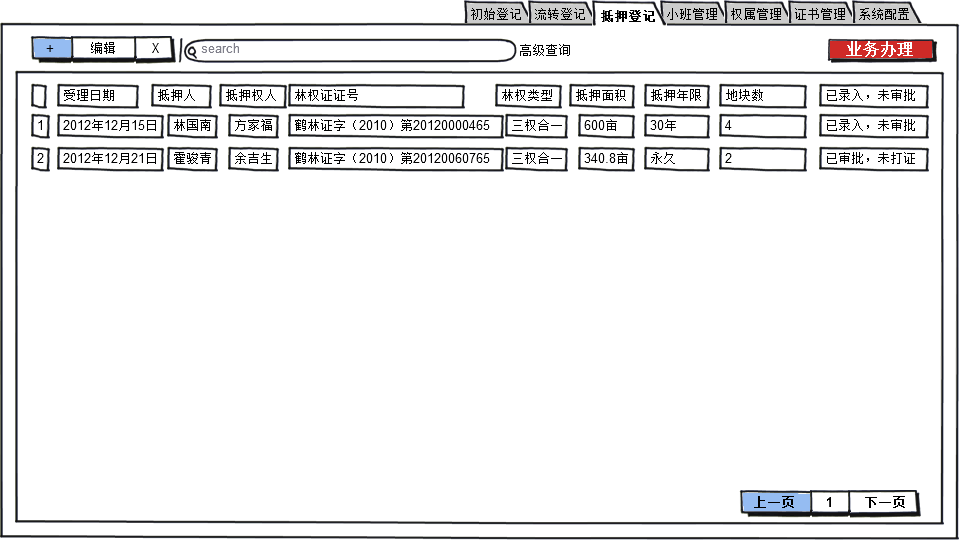 初始登记 流转登记 抵押登记 小班管理 权属管理 证书管理 系统配置
+ 编辑 X search 高级查询 业务办理
受理日期 抵押人 抵押权人 林权证证号 林权类型 抵押面积 抵押年限 地块数 已录入，未审批
1 2012年12月15日 林国南 方家福 鹤林证字（2010）第20120000465 三权合一 600亩 30年 4 已录入，未审批
2 2012年12月21日 霍骏青 余吉生 鹤林证字（2010）第20120060765 三权合一 340.8亩 永久 2 已审批，未打证
上一页 1 下一页